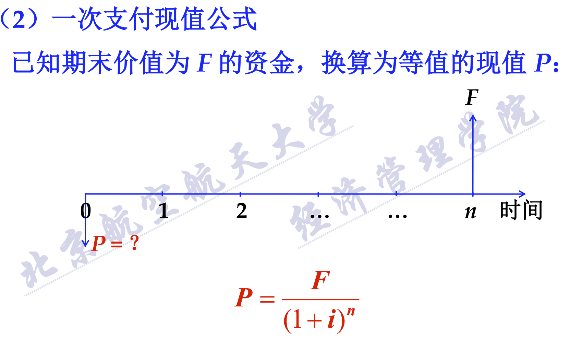 （2）一次支付现值公式
已知期末价值为 F 的资金，换算为等值的现值 P：
F
0 1 2 … … n 时间
P = ?
P = F / (1 + i)^n
北京航空航天大学 经济管理学院